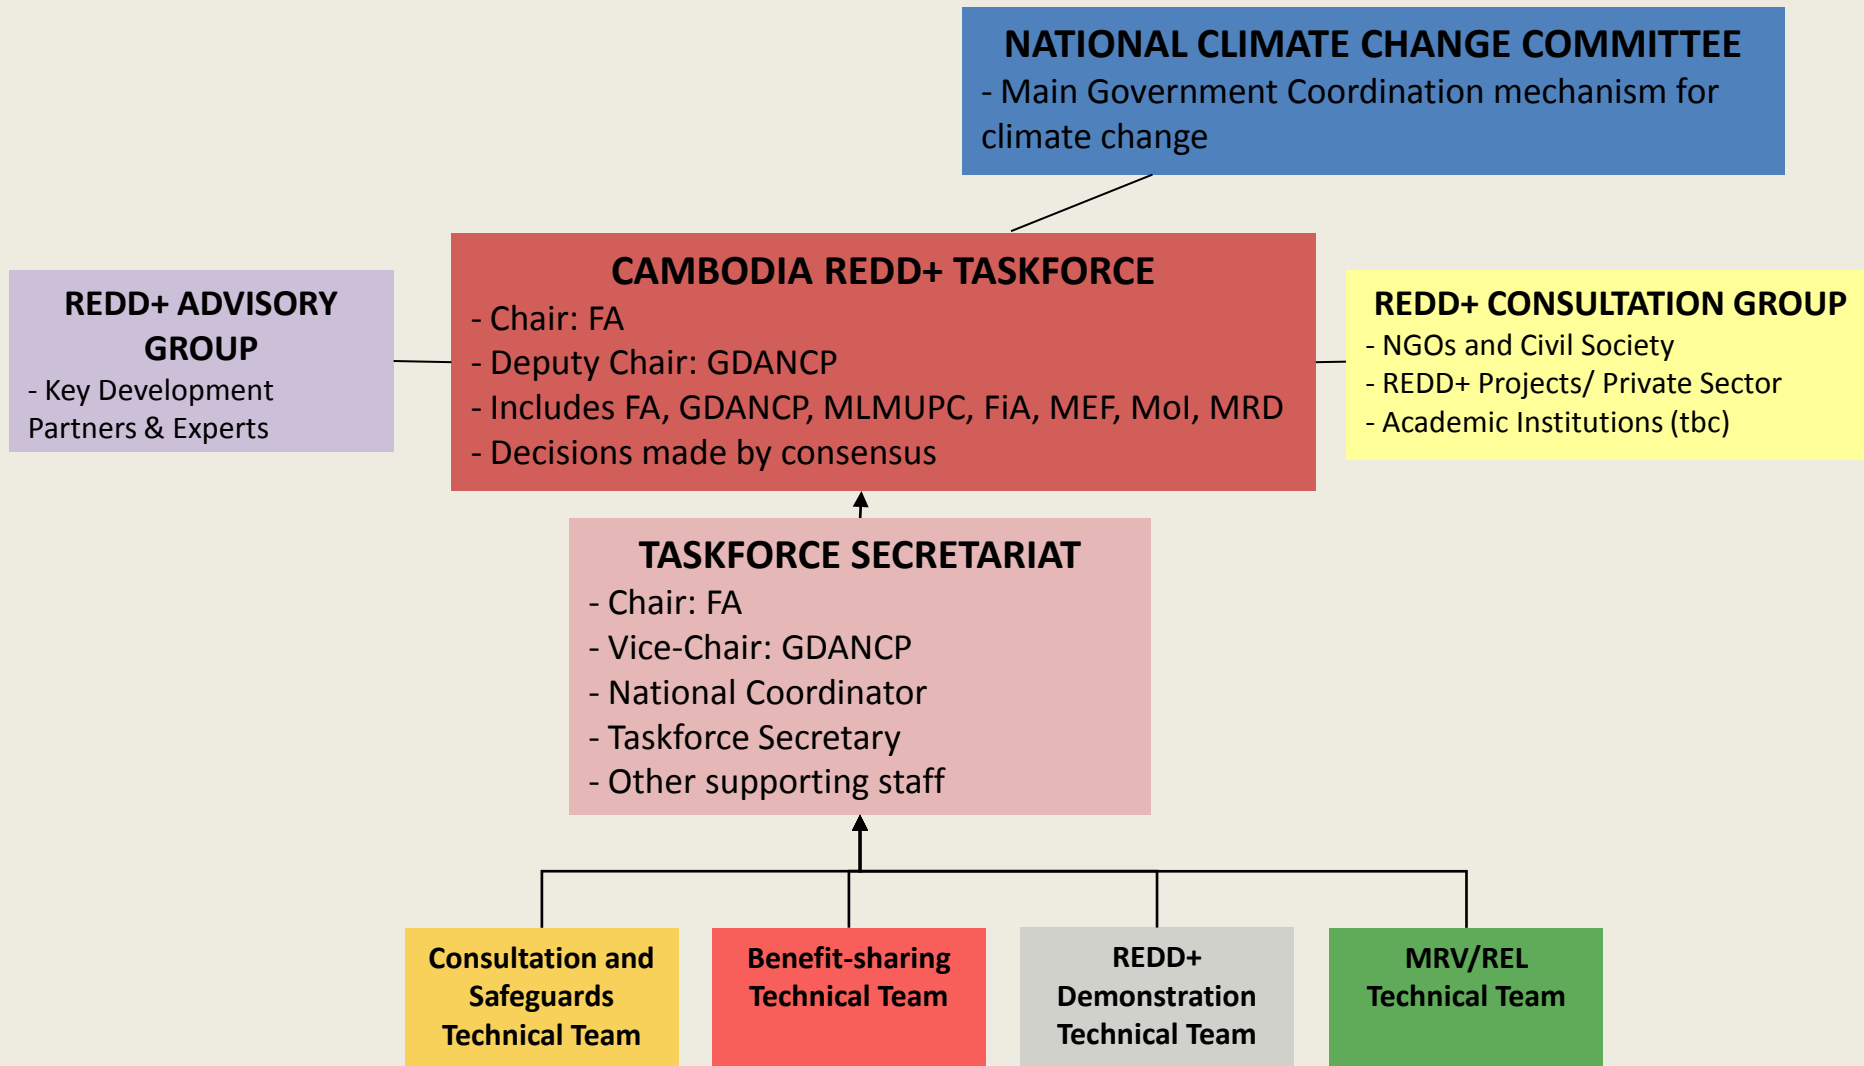 NATIONAL CLIMATE CHANGE COMMITTEE
- Main Government Coordination mechanism for
climate change
CAMBODIA REDD+ TASKFORCE
- Chair: FA
- Deputy Chair: GDANCP
- Includes FA, GDANCP, MLMUPC, FiA, MEF, MoI, MRD
- Decisions made by consensus
REDD+ ADVISORY
GROUP
- Key Development
Partners & Experts
REDD+ CONSULTATION GROUP
- NGOs and Civil Society
- REDD+ Projects/ Private Sector
- Academic Institutions (tbc)
TASKFORCE SECRETARIAT
- Chair: FA
- Vice-Chair: GDANCP
- National Coordinator
- Taskforce Secretary
- Other supporting staff
Consultation and
Safeguards
Technical Team
Benefit-sharing
Technical Team
REDD+
Demonstration
Technical Team
MRV/REL
Technical Team